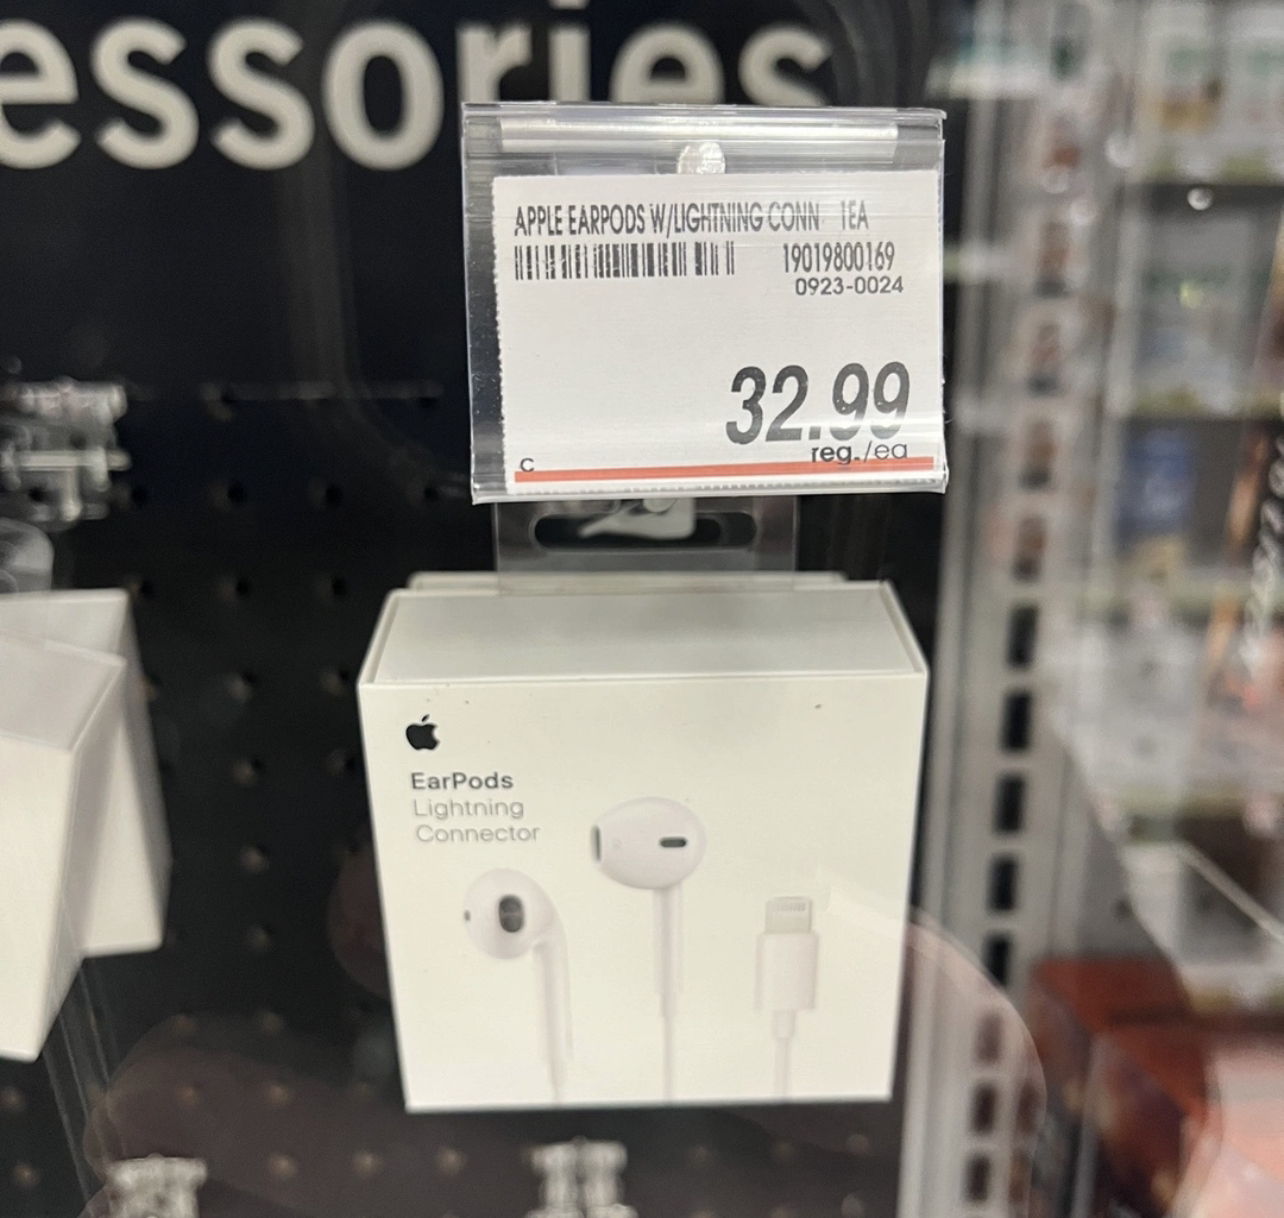 essories
APPLE EARPODS W/LIGHTNING CONN 1EA
19019800169
0923-0024
32.99
reg./ea
C
EarPods
Lightning
Connector